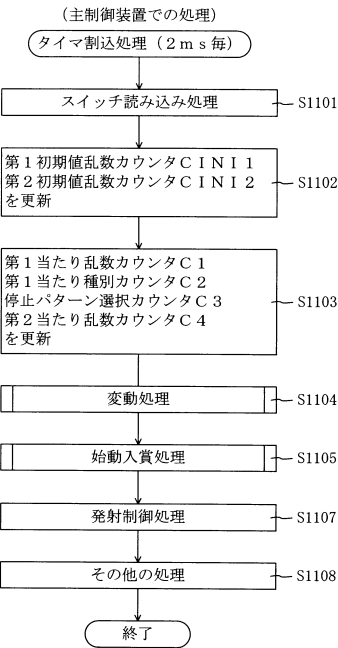 (主制御装置での処理)
タイマ割込処理(2ms毎)
スイッチ読み込み処理
S1101
第1初期値乱数カウンタCINI1
第2初期値乱数カウンタCINI2
を更新
S1102
第1当たり乱数カウンタC1
第1当たり種別カウンタC2
停止パターン選択カウンタC3
第2当たり乱数カウンタC4
を更新
S1103
変動処理
S1104
始動入賞処理
S1105
発射制御処理
S1107
その他の処理
S1108
終了